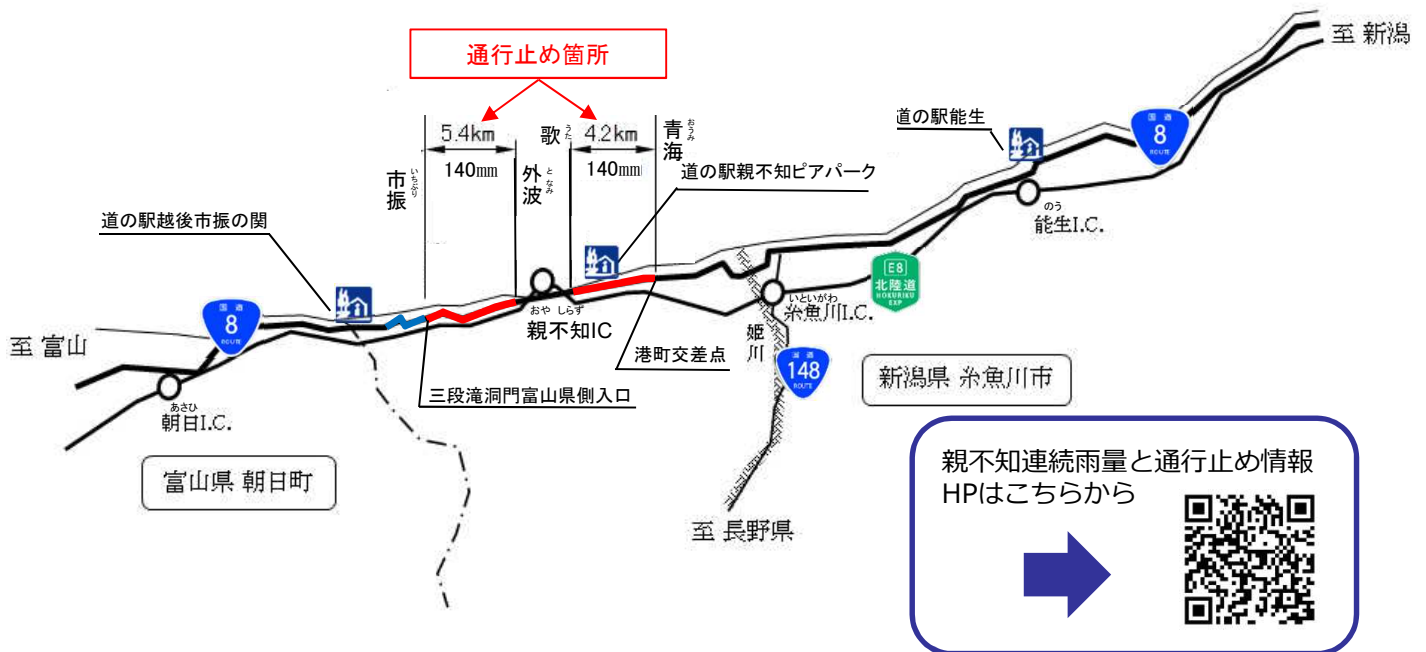 通行止め箇所
至 新潟
5.4km
140mm
歌
うた
4.2km
140mm
青海
おうみ
市振
いちぶり
外波
となみ
道の駅能生
国道
8
ROUTE
道の駅親不知ピアパーク
道の駅越後市振の関
のう
能生I.C.
E8
北陸道
HOKURIKU
EXP
国道
8
ROUTE
至 富山
おや しらず
親不知IC
いといがわ
糸魚川I.C.
姫川
港町交差点
国道
148
ROUTE
新潟県 糸魚川市
三段滝洞門富山県側入口
あさひ
朝日I.C.
富山県 朝日町
至 長野県
親不知連続雨量と通行止め情報
HPはこちらから